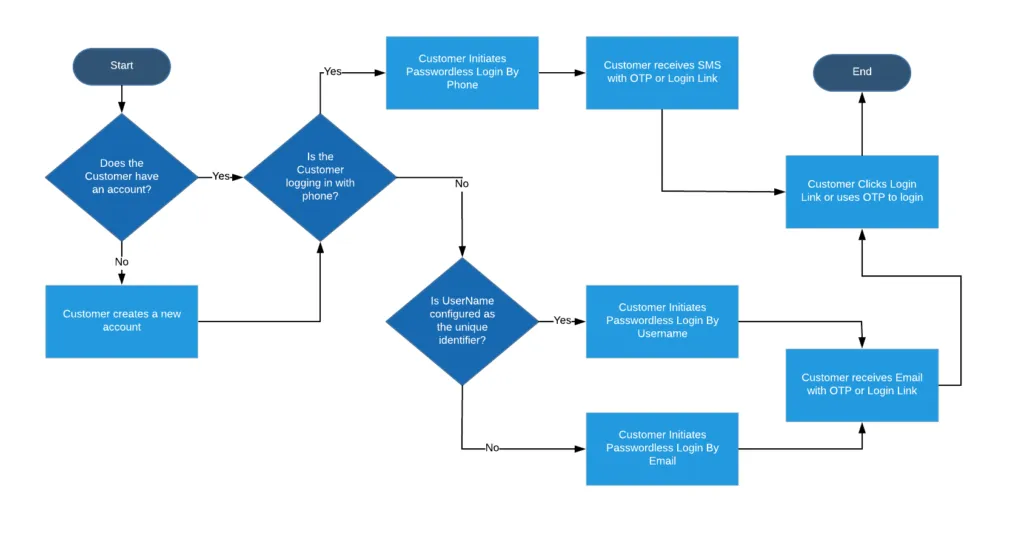 Start
Does the
Customer have
an account?
Yes
No
Customer creates a new
account
Is the
Customer
logging in with
phone?
Yes
No
Customer Initiates
Passwordless Login By
Phone
Customer receives SMS
with OTP or Login Link
Is UserName
configured as
the unique
identifier?
Yes
No
Customer Initiates
Passwordless Login By
Username
Customer Initiates
Passwordless Login By
Email
Customer receives Email
with OTP or Login Link
Customer Clicks Login
Link or uses OTP to login
End